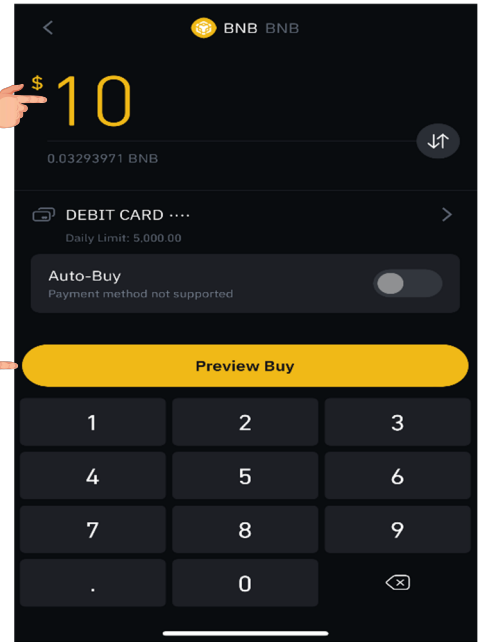 BNB BNB
$10
0.03293971 BNB
DEBIT CARD ····
Daily Limit: 5,000.00
Auto-Buy
Payment method not supported
Preview Buy
1 2 3
4 5 6
7 8 9
. 0